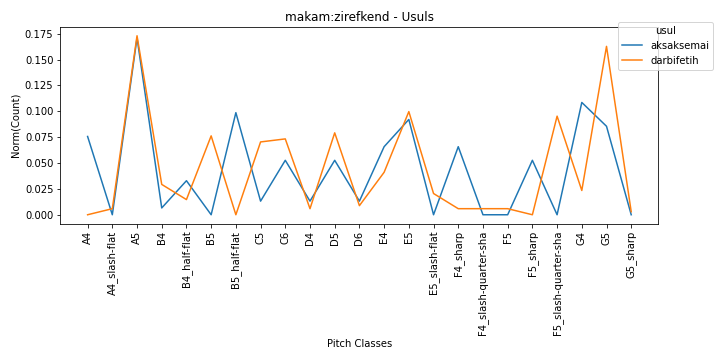 makam:zirefkend - Usuls
usul
aksaksemai
darbifetih
Norm(Count)
0.175
0.150
0.125
0.100
0.075
0.050
0.025
0.000
A4
A4_slash-flat
A5
B4
B4_half-flat
B5
B5_half-flat
C5
C6
D4
D5
D6
E4
E5
E5_slash-flat
F4_sharp
F4_slash-quarter-sha
F5
F5_sharp
F5_slash-quarter-sha
G4
G5
G5_sharp
Pitch Classes